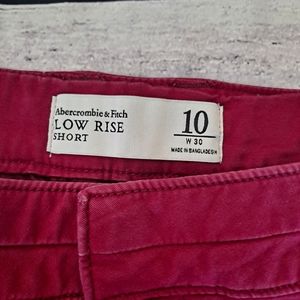 Abercrombie & Fitch
LOW RISE
SHORT
10
W 30
MADE IN BANGLADESH